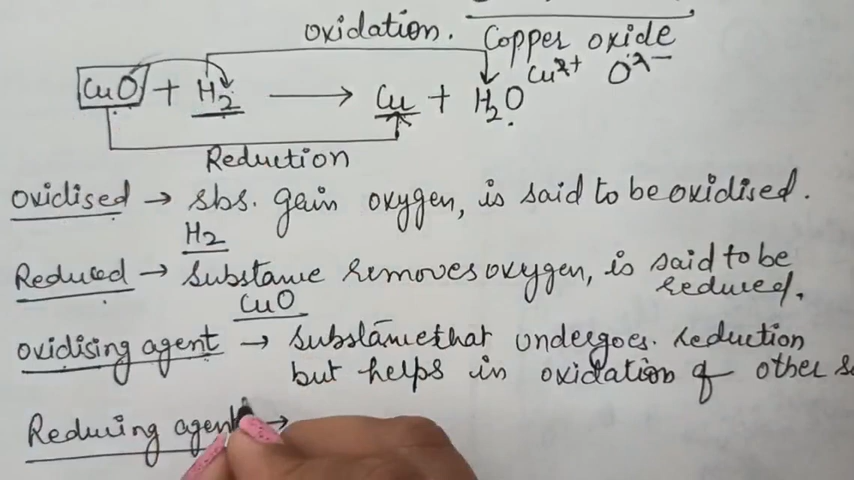 oxidation. Copper oxide
CuO + H2 → Cu + H2O Cu2+ O2-
Reduction
oxidised → sbs. gain oxygen, is said to be oxidised.
H2
Reduced → substance removes oxygen, is said to be
reduced.
CuO
oxidising agent → substance that undergoes. reduction
but helps in oxidation of other s
Reducing agent →